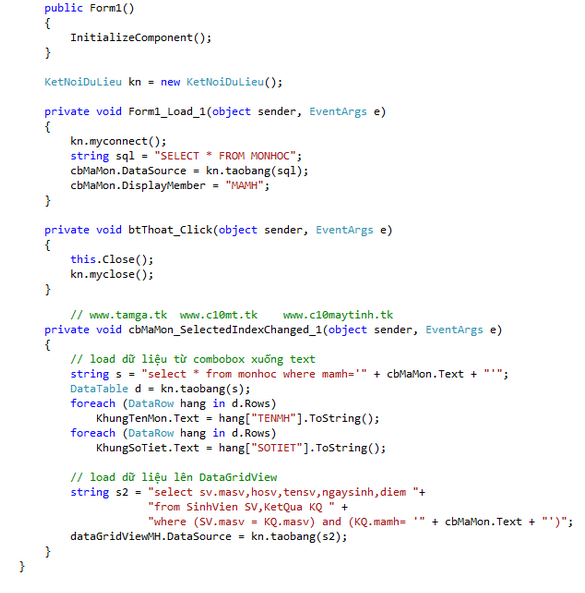 public Form1()
{
InitializeComponent();
}
KetNoiDuLieu kn = new KetNoiDuLieu();
private void Form1_Load_1(object sender, EventArgs e)
{
kn.myconnect();
string sql = "SELECT * FROM MONHOC";
cbMaMon.DataSource = kn.taobang(sql);
cbMaMon.DisplayMember = "MAMH";
}
private void btThoat_Click(object sender, EventArgs e)
{
this.Close();
kn.myclose();
}
// www.tamga.tk  www.c10mt.tk    www.c10maytinh.tk
private void cbMaMon_SelectedIndexChanged_1(object sender, EventArgs e)
{
// load dữ liệu từ combobox xuống text
string s = "select * from monhoc where mamh='" + cbMaMon.Text + "'";
DataTable d = kn.taobang(s);
foreach (DataRow hang in d.Rows)
KhungTenMon.Text = hang["TENMH"].ToString();
foreach (DataRow hang in d.Rows)
KhungSoTiet.Text = hang["SOTIET"].ToString();
// load dữ liệu lên DataGridView
string s2 = "select sv.masv,hosv,tensv,ngaysinh,diem "+
"from SinhVien SV,KetQua KQ " +
"where (SV.masv = KQ.masv) and (KQ.mamh= '" + cbMaMon.Text + "')";
dataGridViewMH.DataSource = kn.taobang(s2);
}
}